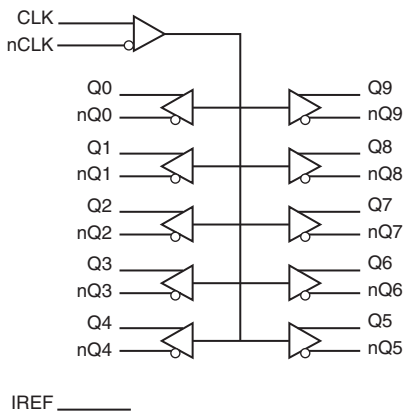 CLK
nCLK
Q0 Q9
nQ0 nQ9
Q1 Q8
nQ1 nQ8
Q2 Q7
nQ2 nQ7
Q3 Q6
nQ3 nQ6
Q4 Q5
nQ4 nQ5
IREF